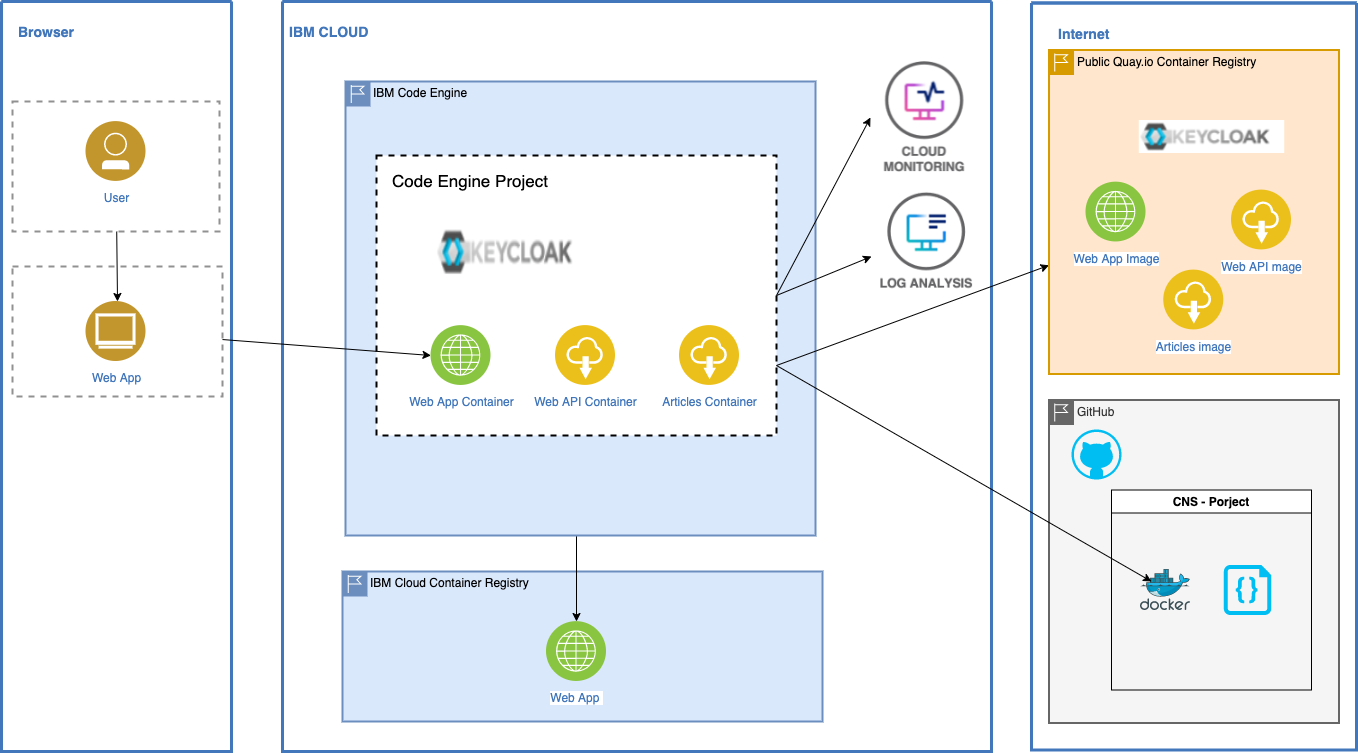 Browser
User
Web App
IBM CLOUD
IBM Code Engine
Code Engine Project
KEYCLOAK
Web App Container
Web API Container
Articles Container
CLOUD
MONITORING
LOG ANALYSIS
IBM Cloud Container Registry
Web App
Internet
Public Quay.io Container Registry
KEYCLOAK
Web App Image
Web API mage
Articles image
GitHub
CNS - Porject
docker
{}